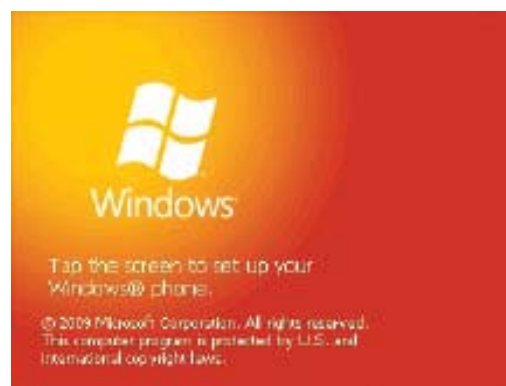 Windows
Tap the screen to set up your
Windows® phone.
© 2009 Microsoft Corporation. All rights reserved.
This computer program is protected by U.S. and
international copyright laws.